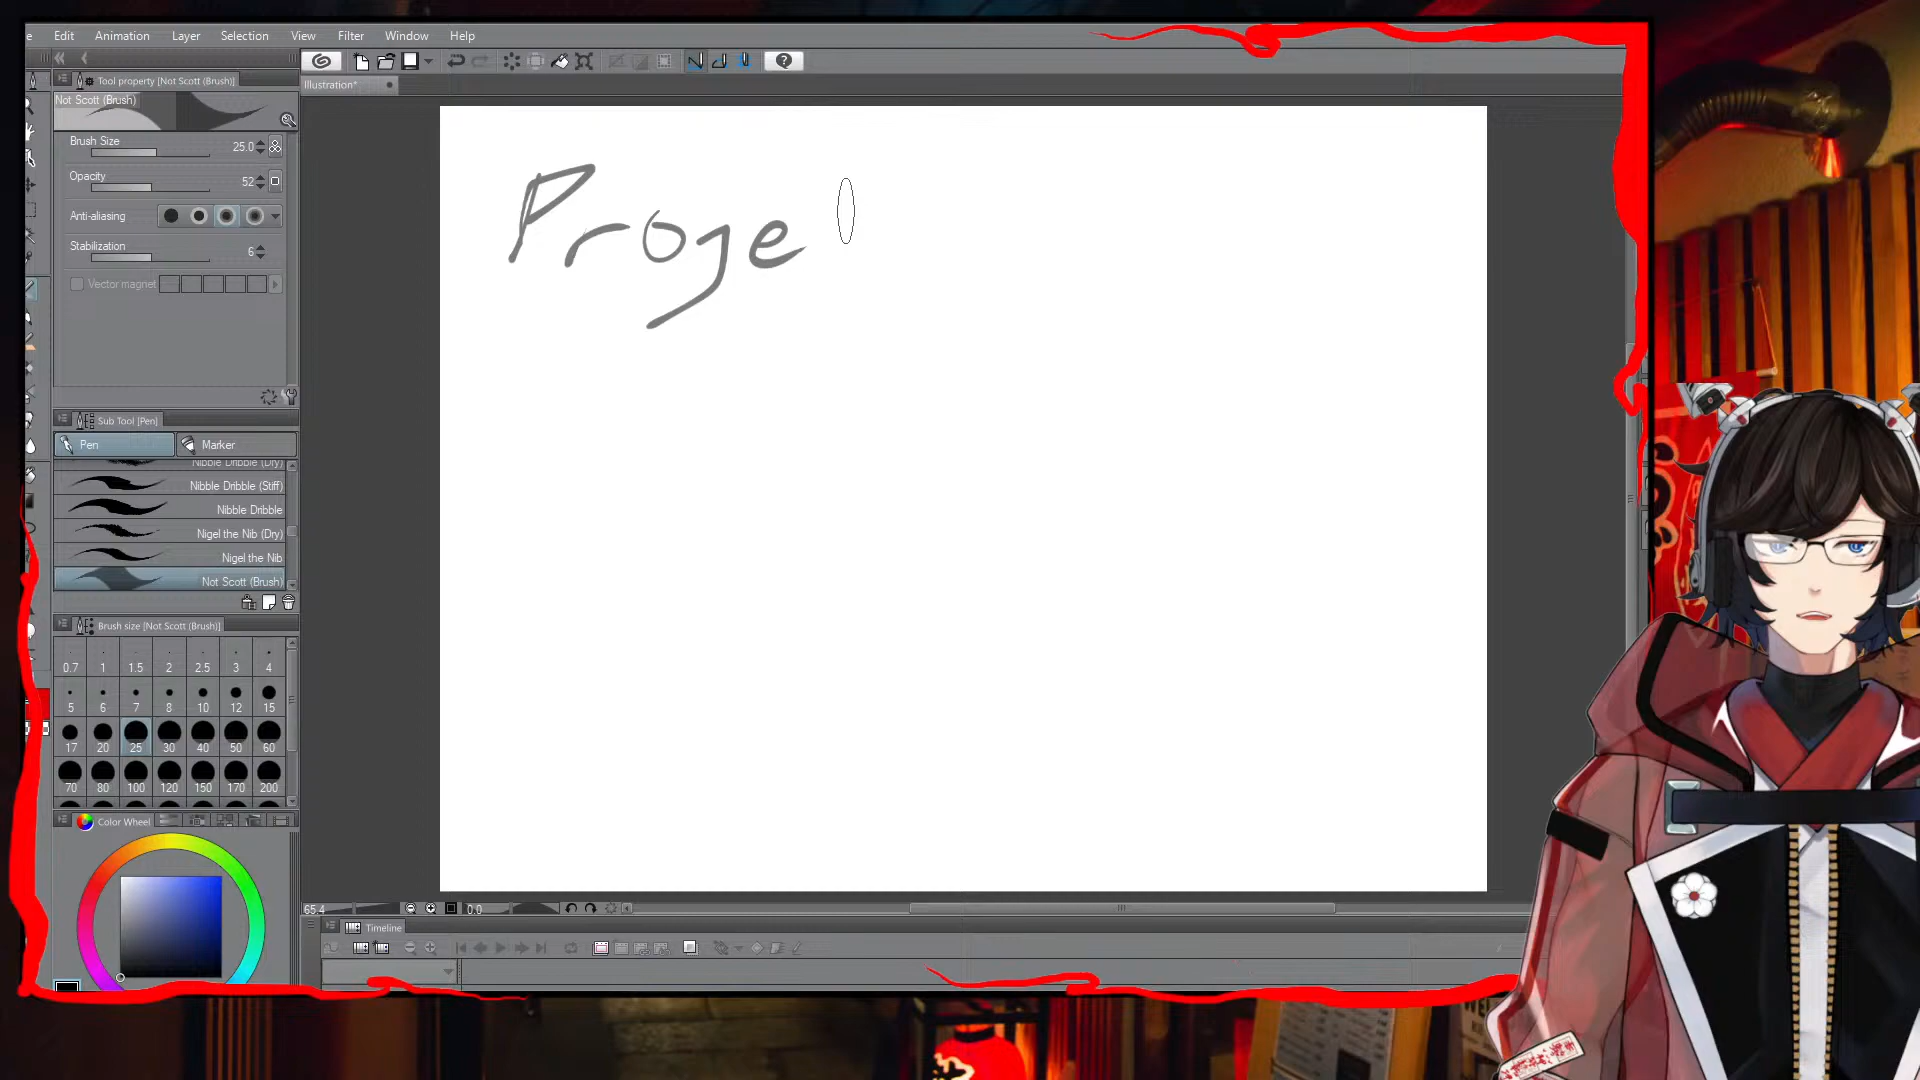 Edit Animation Layer Selection View Filter Window Help
Tool property [Not Scott (Brush)]
Illustration*
Not Scott (Brush)
Brush Size 25.0
Opacity 52
Anti-aliasing
Stabilization 6
Vector magnet
Proge
Sub Tool [Pen]
Pen Marker
Nibble Dribble (Dry)
Nibble Dribble (Stiff)
Nibble Dribble
Nigel the Nib (Dry)
Nigel the Nib
Not Scott (Brush)
Brush size [Not Scott (Brush)]
0.7 1 1.5 2 2.5 3 4
5 6 7 8 10 12 15
17 20 25 30 40 50 60
70 80 100 120 150 170 200
Color Wheel
65.4 0.0
Timeline